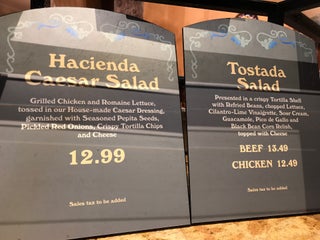 Hacienda
Caesar Salad
Grilled Chicken and Romaine Lettuce,
tossed in our House-made Caesar Dressing,
garnished with Seasoned Pepita Seeds,
Pickled Red Onions, Crispy Tortilla Chips
and Cheese
12.99
Sales tax to be added
Tostada
Salad
Presented in a crispy Tortilla Shell
with Refried Beans, chopped Lettuce,
Cilantro-Lime Vinaigrette, Sour Cream,
Guacamole, Pico de Gallo and
Black Bean Corn Relish,
topped with Cheese
BEEF 13.49
CHICKEN 12.49
Sales tax to be added